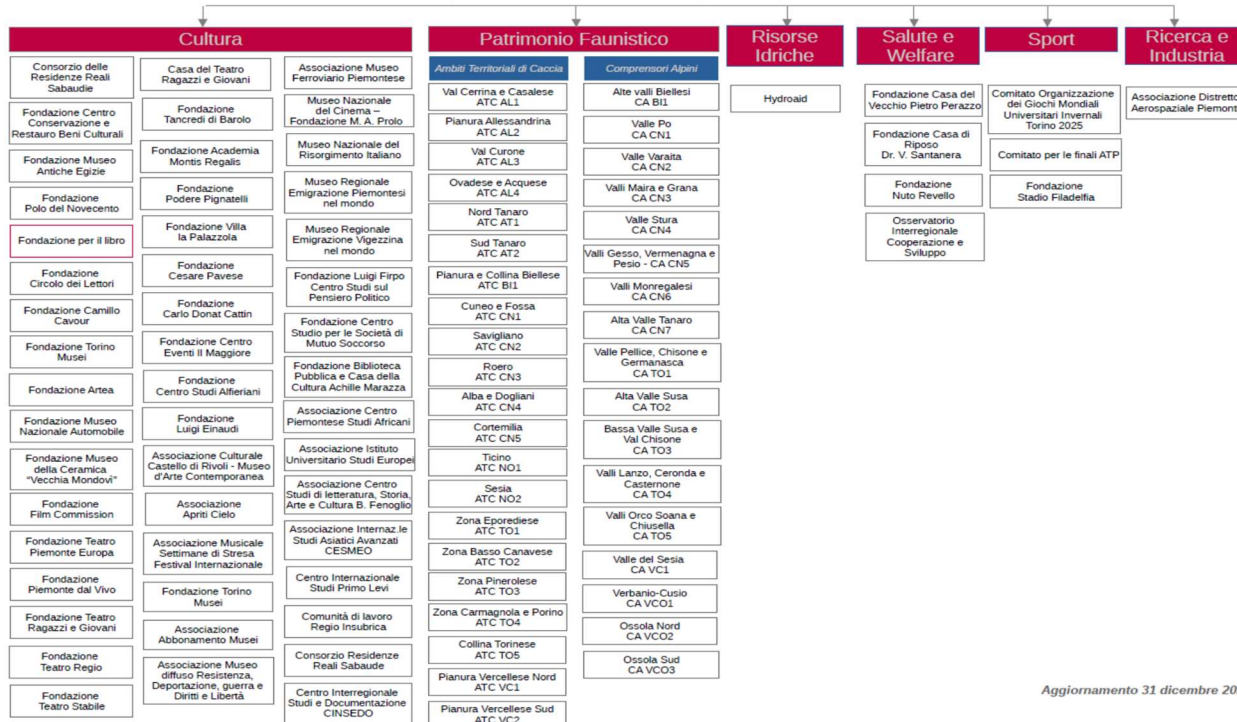 Cultura
Consorzio delle
Residenze Reali
Sabaudie
Fondazione Centro
Conservazione e
Restauro Beni Culturali
Fondazione Museo
Antiche Egizie
Fondazione
Polo del Novecento
Fondazione per il libro
Fondazione
Circolo dei Lettori
Fondazione Camillo
Cavour
Fondazione Torino
Musei
Fondazione Artea
Fondazione Museo
Nazionale Automobile
Fondazione Museo
della Ceramica
“Vecchia Mondovì”
Fondazione
Film Commission
Fondazione Teatro
Piemonte Europa
Fondazione
Piemonte dal Vivo
Fondazione Teatro
Ragazzi e Giovani
Fondazione
Teatro Regio
Fondazione
Teatro Stabile
Casa del Teatro
Ragazzi e Giovani
Fondazione
Tancredi di Barolo
Fondazione Academia
Montis Regalis
Fondazione
Podere Pignatelli
Fondazione Villa
la Palazzola
Fondazione
Cesare Pavese
Fondazione
Carlo Donat Cattin
Fondazione Centro
Eventi Il Maggiore
Fondazione
Centro Studi Alfieriani
Fondazione
Luigi Einaudi
Associazione Culturale
Castello di Rivoli - Museo
d'Arte Contemporanea
Associazione
Apriti Cielo
Associazione Musicale
Settimane di Stresa
Festival Internazionale
Fondazione Torino
Musei
Associazione
Abbonamento Musei
Associazione Museo
diffuso Resistenza,
Deportazione, guerra e
Diritti e Libertà
Associazione Museo
Ferroviario Piemontese
Museo Nazionale
del Cinema –
Fondazione M. A. Prolo
Museo Nazionale del
Risorgimento Italiano
Museo Regionale
Emigrazione Piemontesi
nel mondo
Museo Regionale
Emigrazione Vigezzina
nel mondo
Fondazione Luigi Firpo
Centro Studi sul
Pensiero Politico
Fondazione Centro
Studio per le Società di
Mutuo Soccorso
Fondazione Biblioteca
Pubblica e Casa della
Cultura Achille Marazza
Associazione Centro
Piemontese Studi Africani
Associazione Istituto
Universitario Studi Europei
Associazione Centro
Studi di letteratura, Storia,
Arte e Cultura B. Fenoglio
Associazione Internaz.le
Studi Asiatici Avanzati
CESMEO
Centro Internazionale
Studi Primo Levi
Comunità di lavoro
Regio Insubrica
Consorzio Residenze
Reali Sabaude
Centro Interregionale
Studi e Documentazione
CINSEDO
Patrimonio Faunistico
Ambiti Territoriali di Caccia
Val Cerrina e Casalese
ATC AL1
Pianura Allessandrina
ATC AL2
Val Curone
ATC AL3
Ovadese e Acquese
ATC AL4
Nord Tanaro
ATC AT1
Sud Tanaro
ATC AT2
Pianura e Collina Biellese
ATC BI1
Cuneo e Fossa
ATC CN1
Savigliano
ATC CN2
Roero
ATC CN3
Alba e Dogliani
ATC CN4
Cortemilia
ATC CN5
Ticino
ATC NO1
Sesia
ATC NO2
Zona Eporediese
ATC TO1
Zona Basso Canavese
ATC TO2
Zona Pinerolese
ATC TO3
Zona Carmagnola e Porino
ATC TO4
Collina Torinese
ATC TO5
Pianura Vercellese Nord
ATC VC1
Pianura Vercellese Sud
ATC VC2
Comprensori Alpini
Alte valli Biellesi
CA BI1
Valle Po
CA CN1
Valle Varaita
CA CN2
Valli Maira e Grana
CA CN3
Valle Stura
CA CN4
Valli Gesso, Vermenagna e
Pesio - CA CN5
Valli Monregalesi
CA CN6
Alta Valle Tanaro
CA CN7
Valle Pellice, Chisone e
Germanasca
CA TO1
Alta Valle Susa
CA TO2
Bassa Valle Susa e
Val Chisone
CA TO3
Valli Lanzo, Ceronda e
Casternone
CA TO4
Valli Orco Soana e
Chiusella
CA TO5
Valle del Sesia
CA VC1
Verbanio-Cusio
CA VCO1
Ossola Nord
CA VCO2
Ossola Sud
CA VCO3
Risorse
Idriche
Hydroaid
Salute e
Welfare
Fondazione Casa del
Vecchio Pietro Perazzo
Fondazione Casa di
Riposo
Dr. V. Santanera
Fondazione
Nuto Revello
Osservatorio
Interregionale
Cooperazione e
Sviluppo
Sport
Comitato Organizzazione
dei Giochi Mondiali
Universitari Invernali
Torino 2025
Comitato per le finali ATP
Fondazione
Stadio Filadelfia
Ricerca e
Industria
Associazione Distretto
Aerospaziale
Aggiornamento 31 dicembre